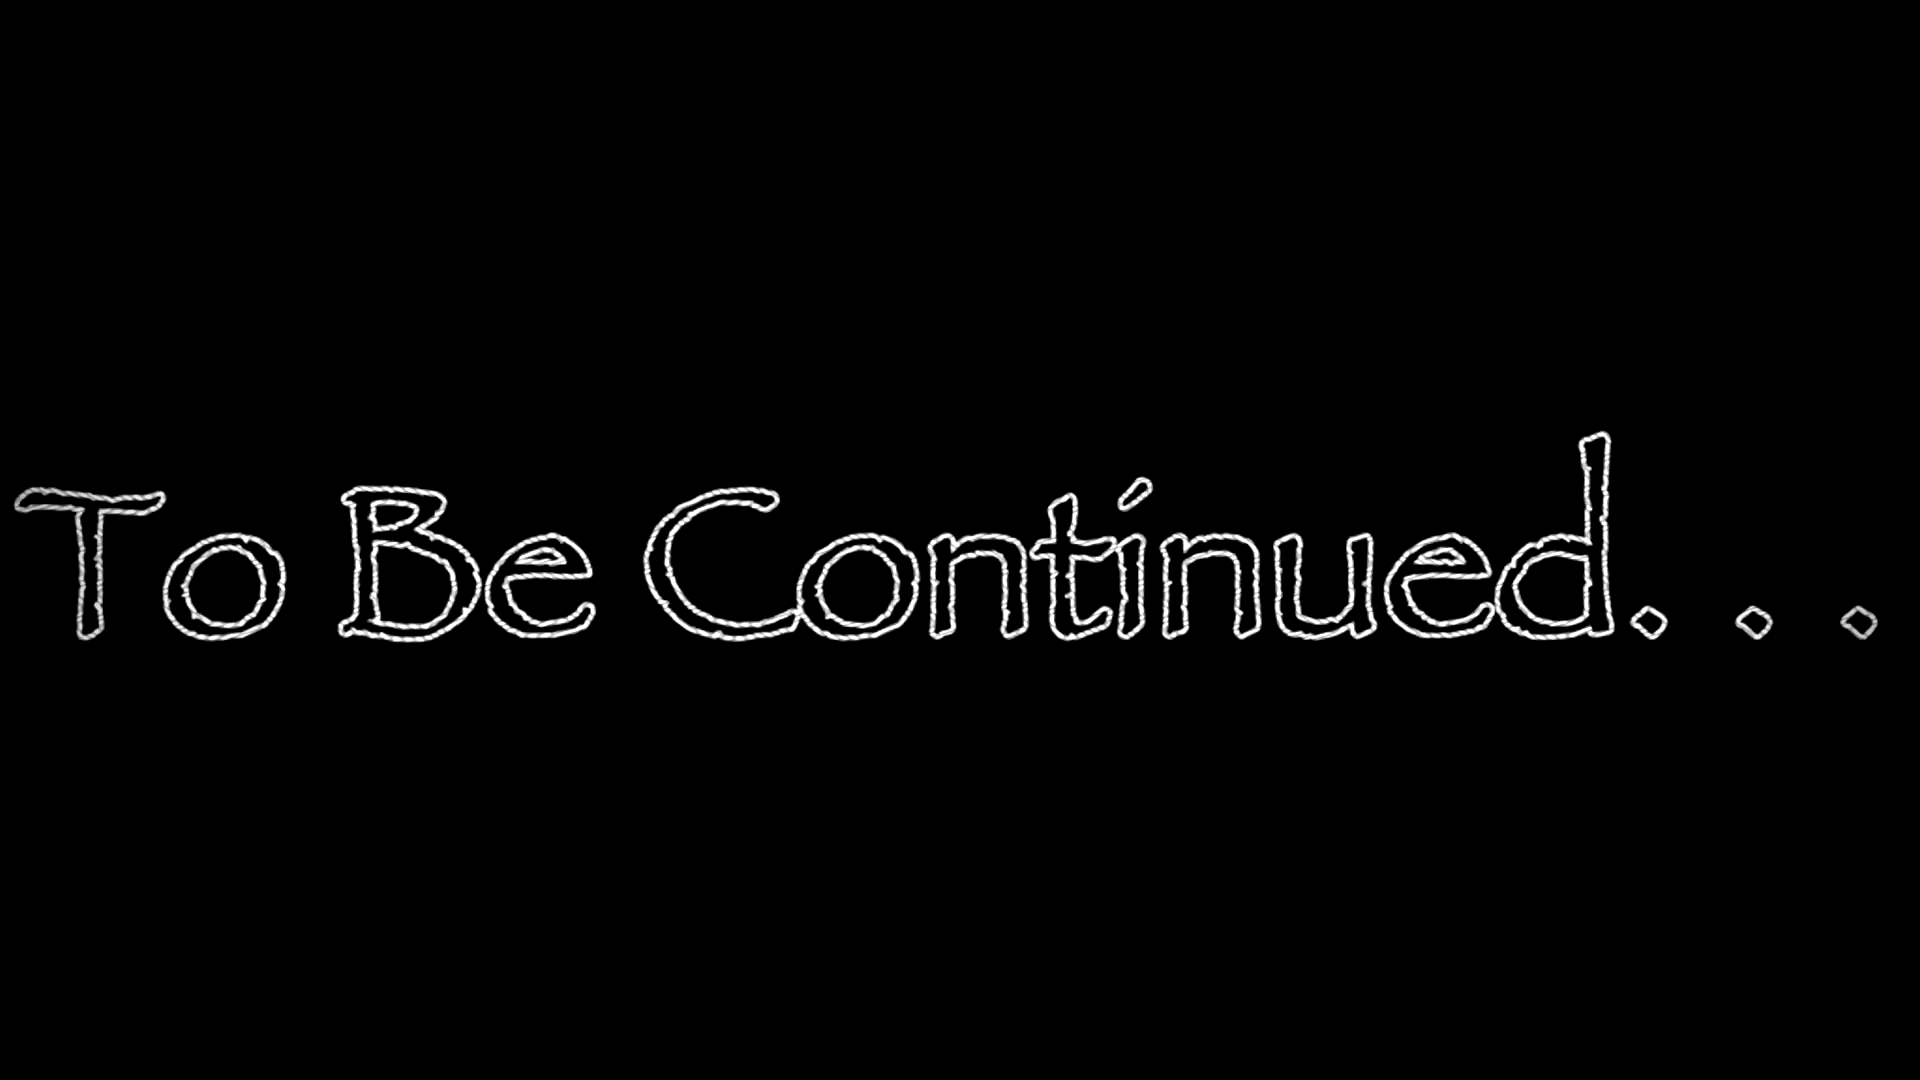 To Be Continued. . .